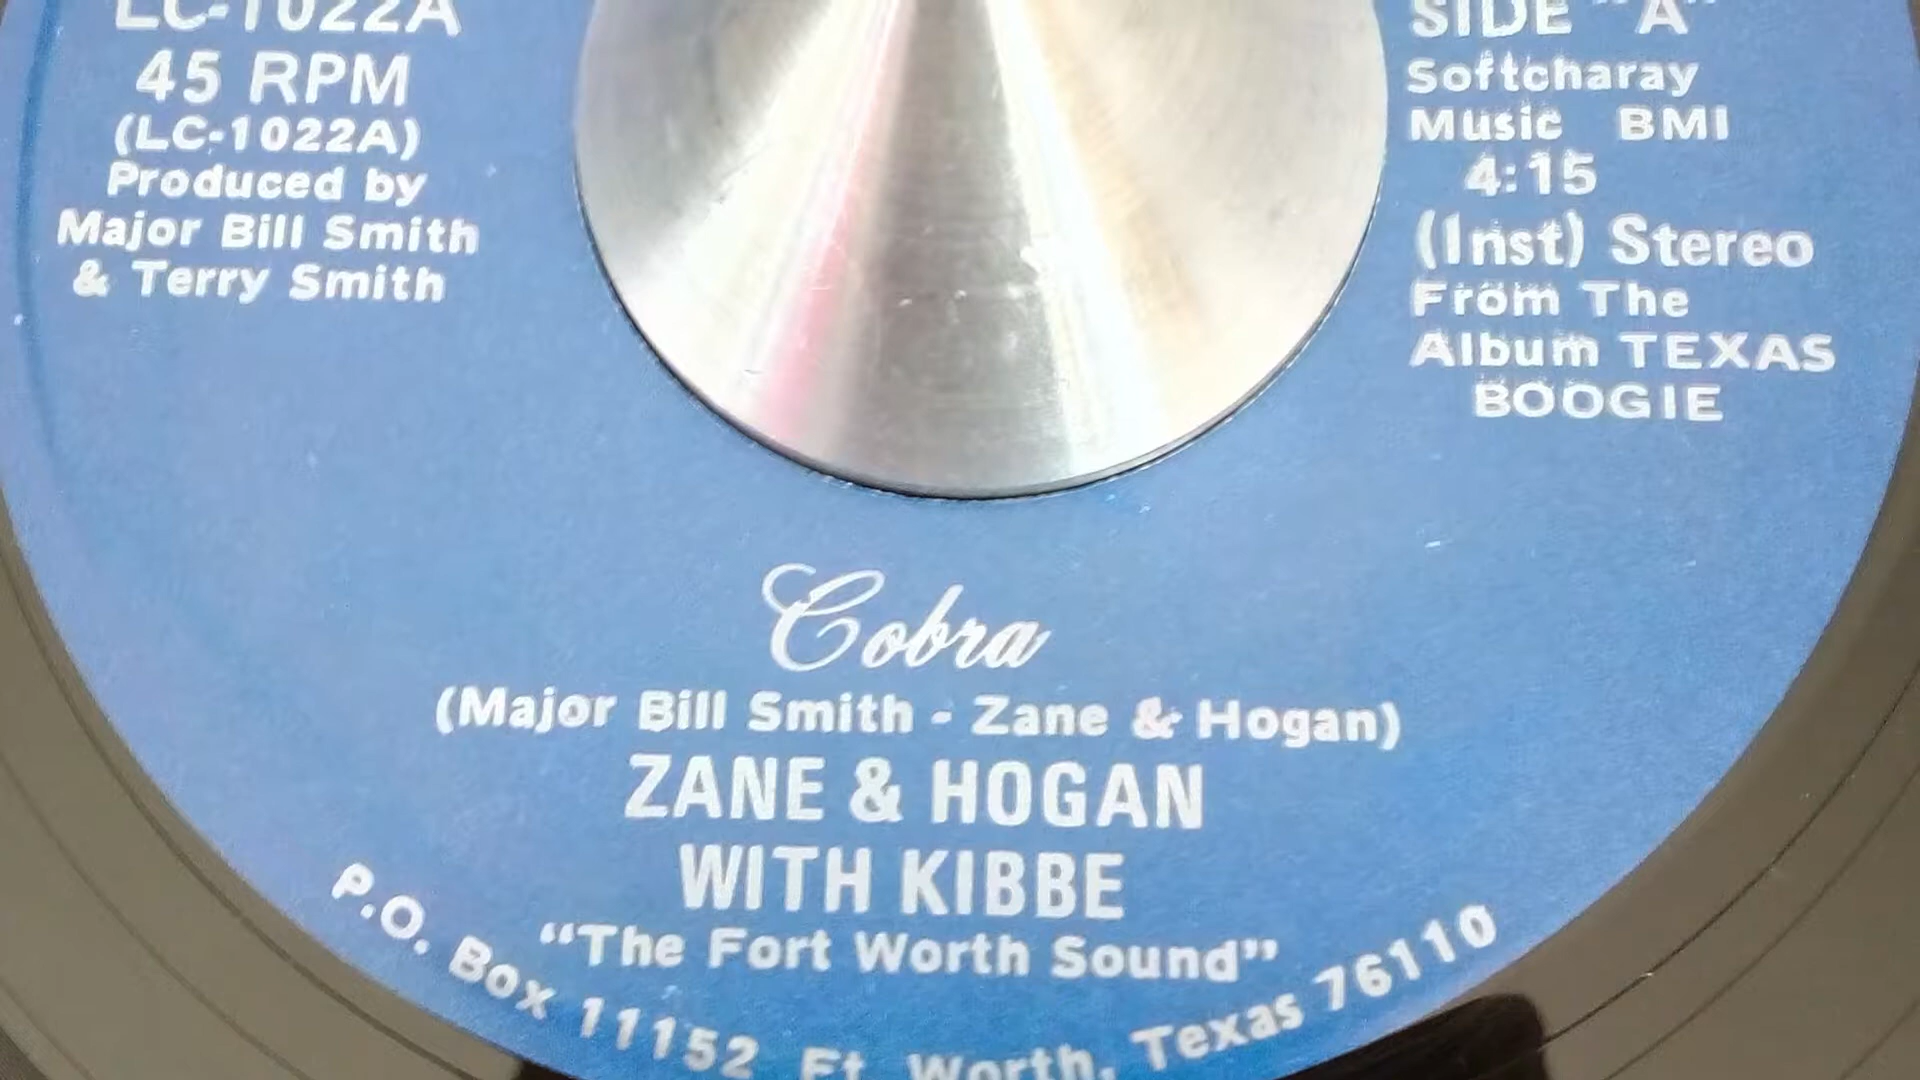 LC-1022A
45 RPM
(LC-1022A)
Produced by
Major Bill Smith
& Terry Smith
SIDE "A"
Softcharay
Music BMI
4:15
(Inst) Stereo
From The
Album TEXAS
BOOGIE
Cobra
(Major Bill Smith - Zane & Hogan)
ZANE & HOGAN
WITH KIBBE
"The Fort Worth Sound"
P.O. Box 11152 Ft. Worth, Texas 76110